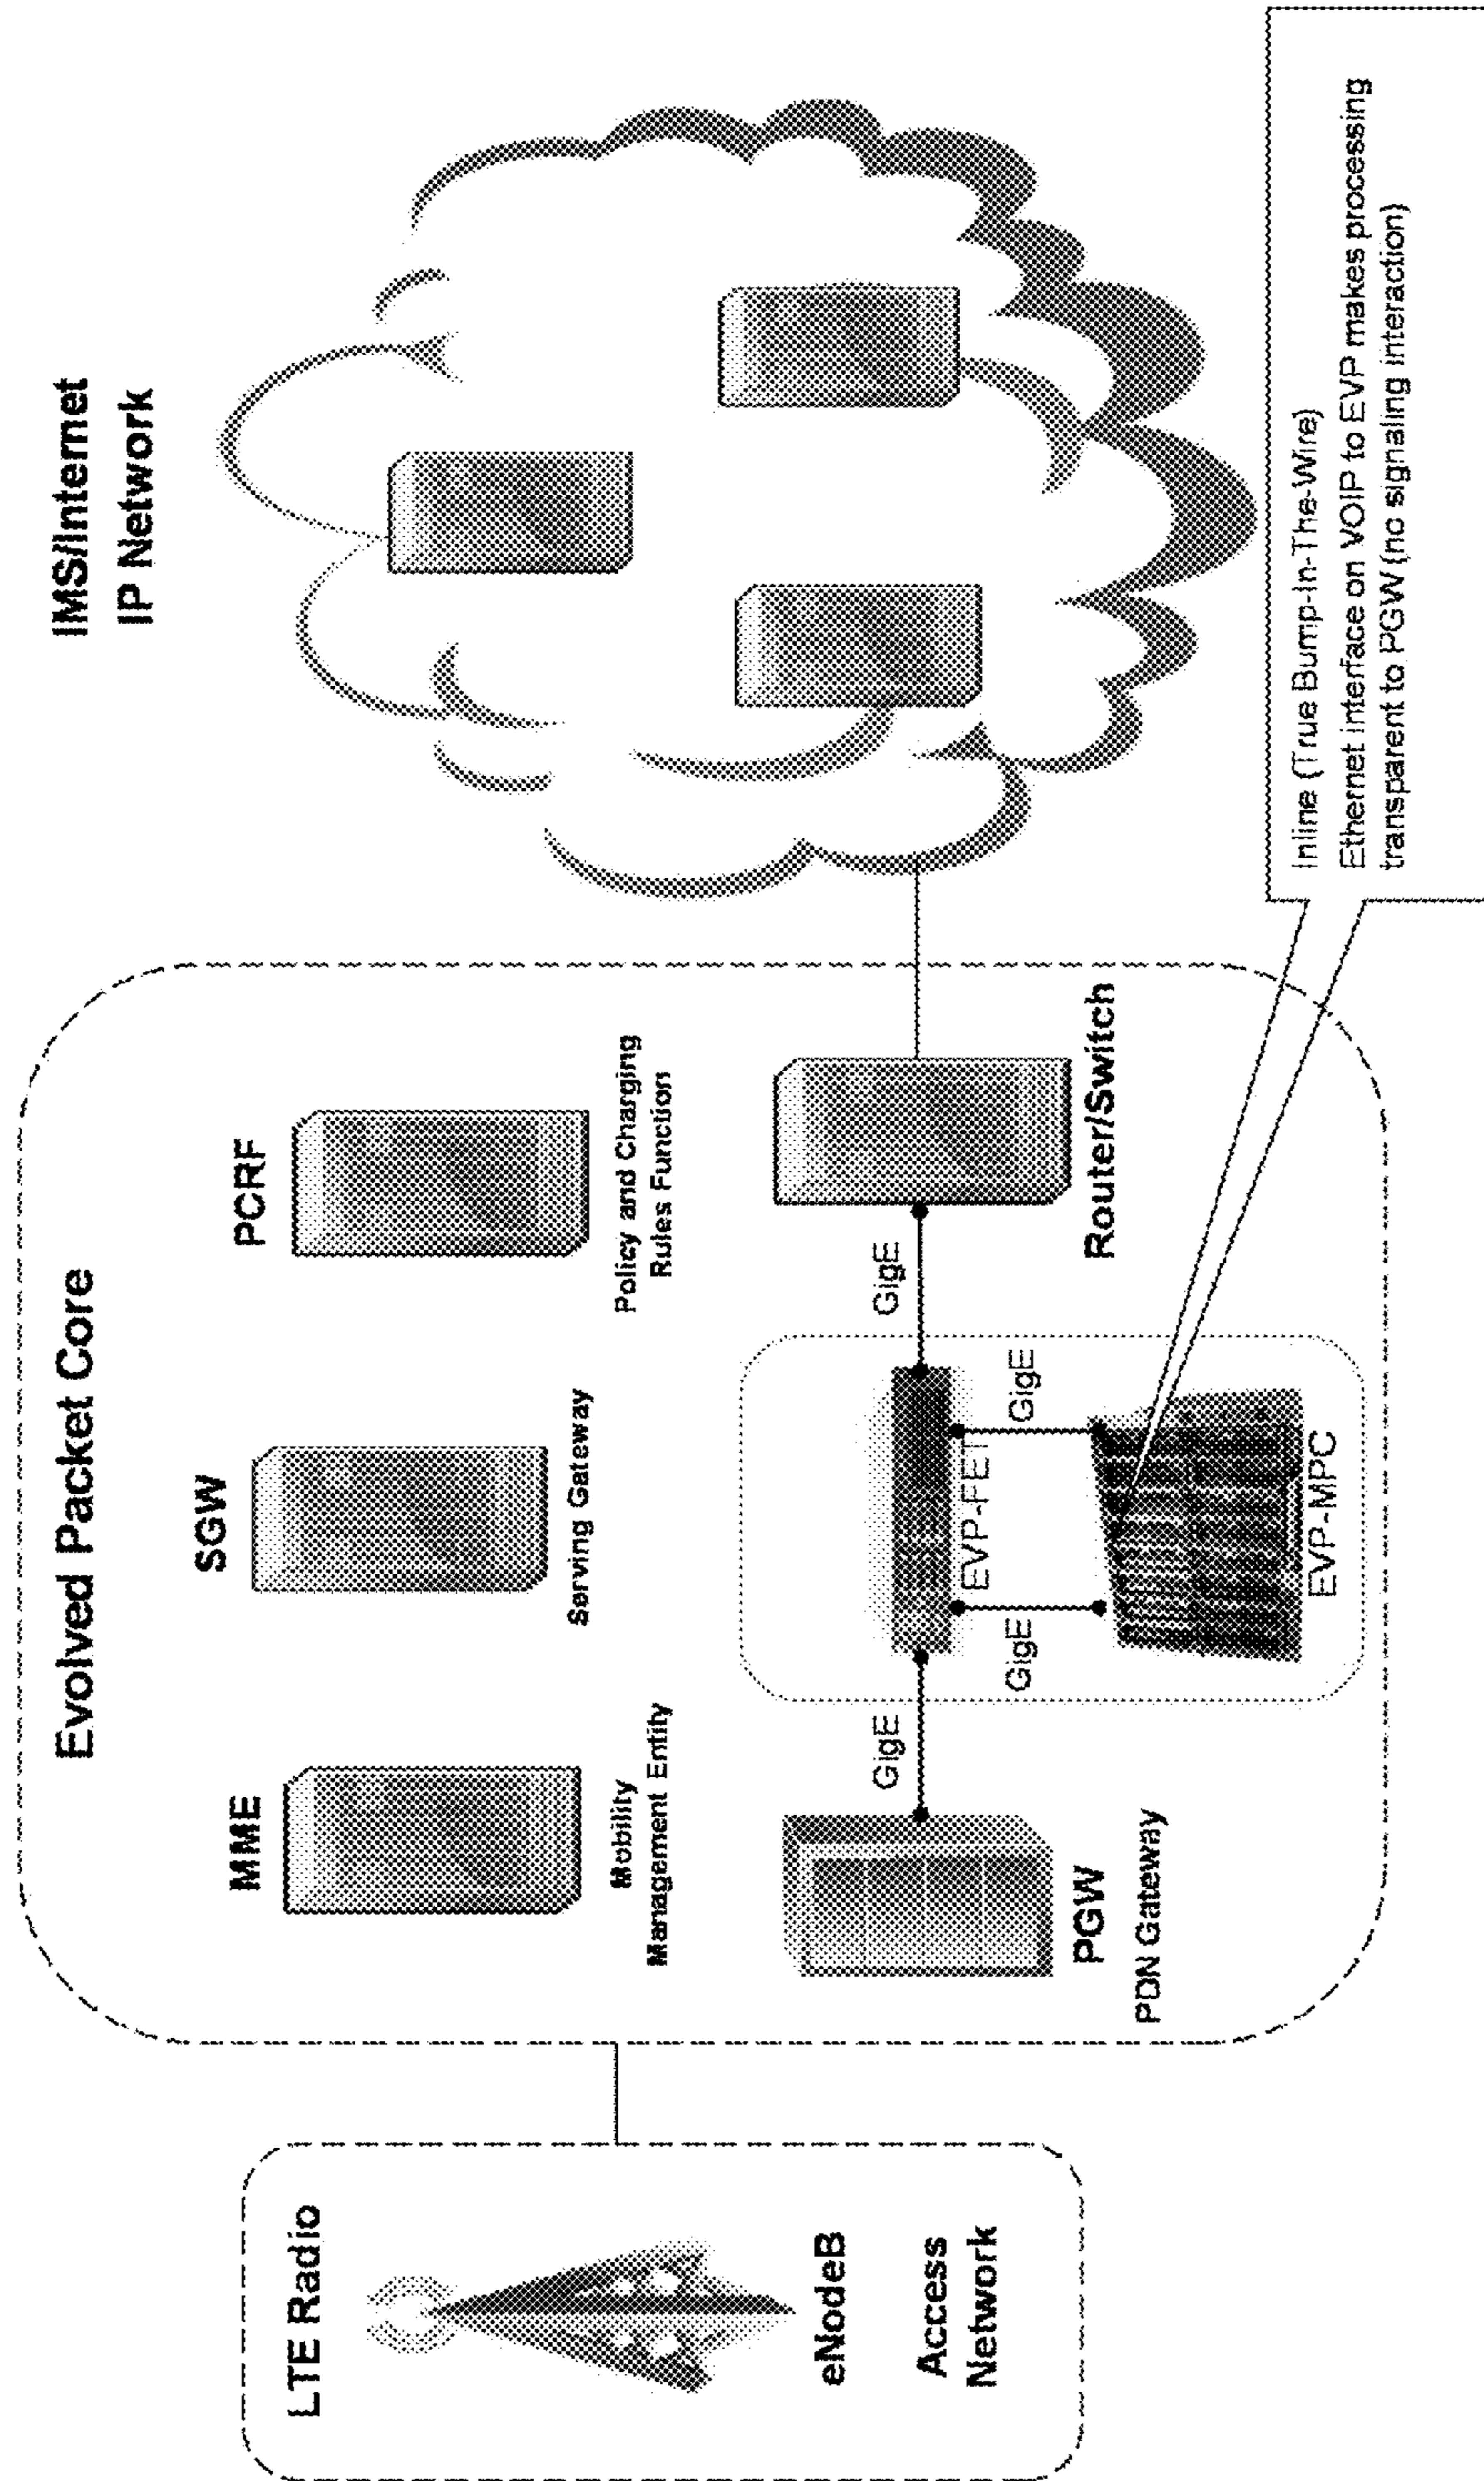 LTE Radio
eNodeB
Access
Network
Evolved Packet Core
MME
Mobility
Management Entity
SGW
Serving Gateway
PCRF
Policy and Charging
Rules Function
PGW
PDN Gateway
GigE
EVP-FET
GigE
GigE
EVP-MPC
GigE
Router/Switch
IMS/Internet
IP Network
Inline (True Bump-In-The-Wire)
Ethernet interface on VOIP to EVP makes processing
transparent to PGW (no signaling interaction)